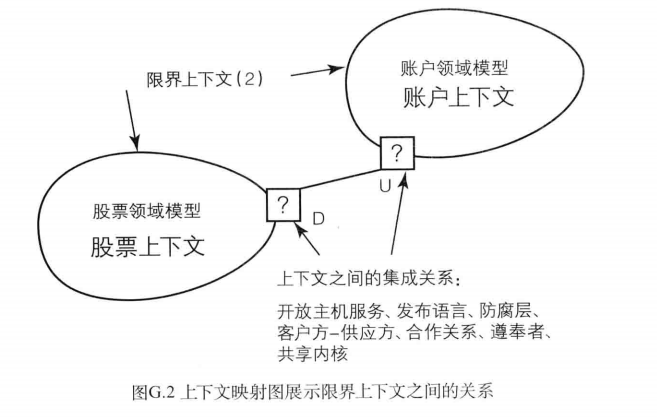 账户领域模型
账户上下文
限界上下文(2)
?
U
股票领域模型
股票上下文
?
D
上下文之间的集成关系:
开放主机服务、发布语言、防腐层、
客户方-供应方、合作关系、遵奉者、
共享内核
图G.2 上下文映射图展示限界上下文之间的关系